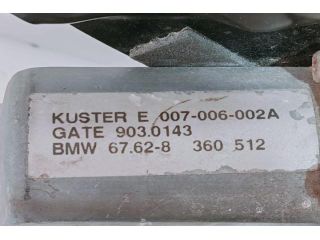 KUSTER E 007-006-002A
GATE 903.0143
BMW 67.62-8 360 512